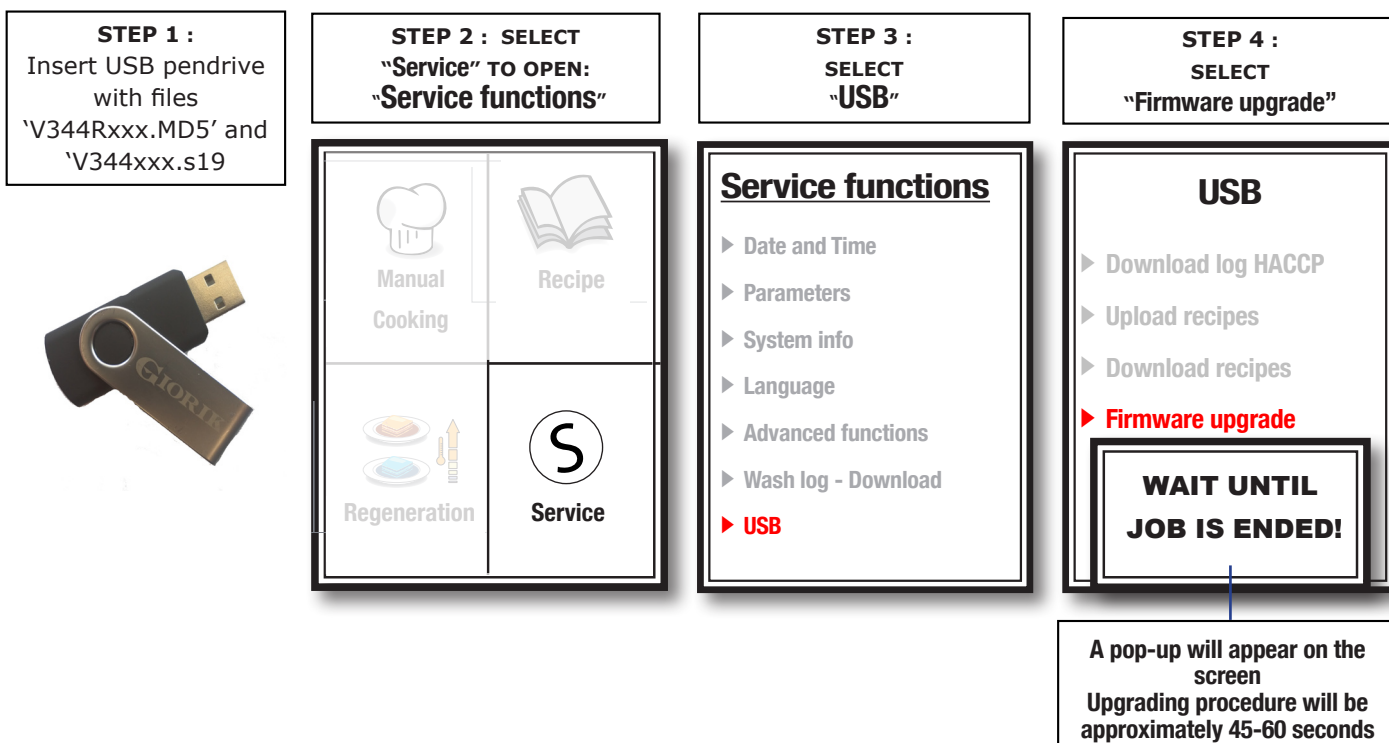 STEP 1 :
Insert USB pendrive
with files
‘V344Rxxx.MD5’ and
‘V344xxx.s19
GIORIK
STEP 2 : SELECT
“Service” TO OPEN:
“Service functions”
Manual
Cooking
Recipe
Regeneration
S
Service
STEP 3 :
SELECT
“USB”
Service functions
Date and Time
Parameters
System info
Language
Advanced functions
Wash log - Download
USB
STEP 4 :
SELECT
“Firmware upgrade”
USB
Download log HACCP
Upload recipes
Download recipes
Firmware upgrade
WAIT UNTIL
JOB IS ENDED!
A pop-up will appear on the
screen
Upgrading procedure will be
approximately 45-60 seconds